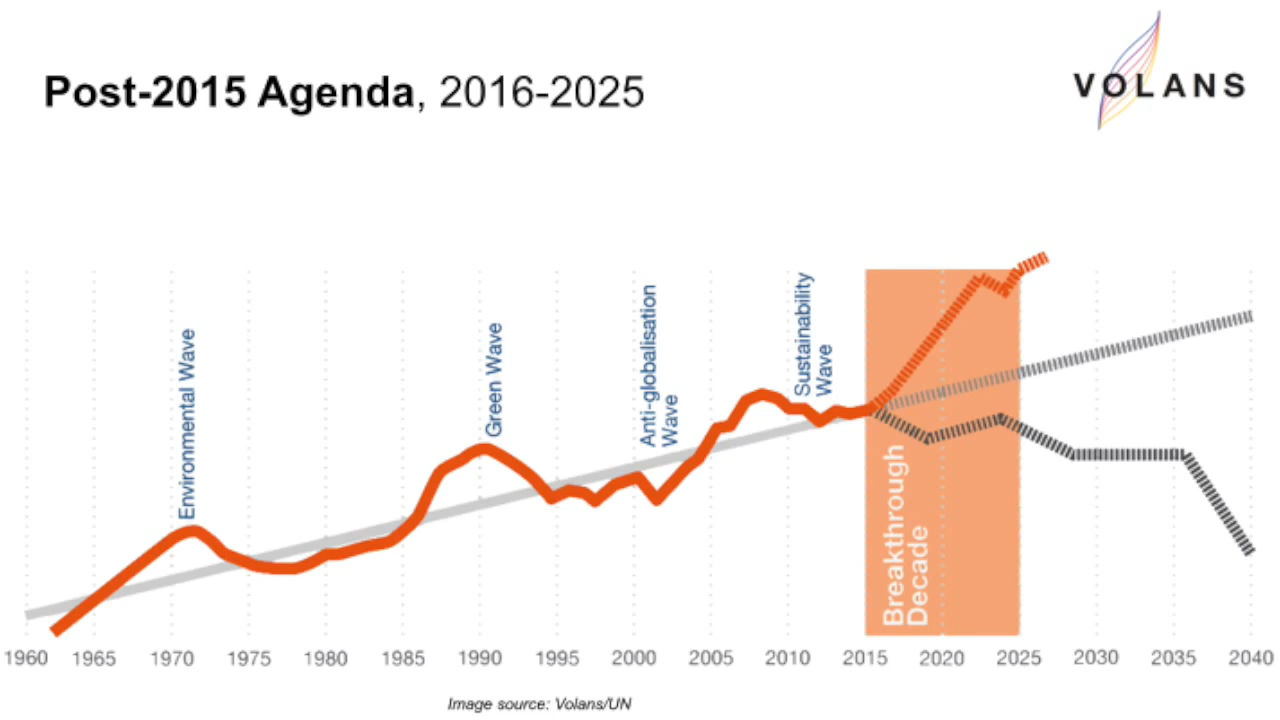 Post-2015 Agenda, 2016-2025
VOLANS
Environmental Wave
Green Wave
Anti-globalisation
Wave
Sustainability
Wave
Breakthrough
Decade
1960 1965 1970 1975 1980 1985 1990 1995 2000 2005 2010 2015 2020 2025 2030 2035 2040
Image source: Volans/UN